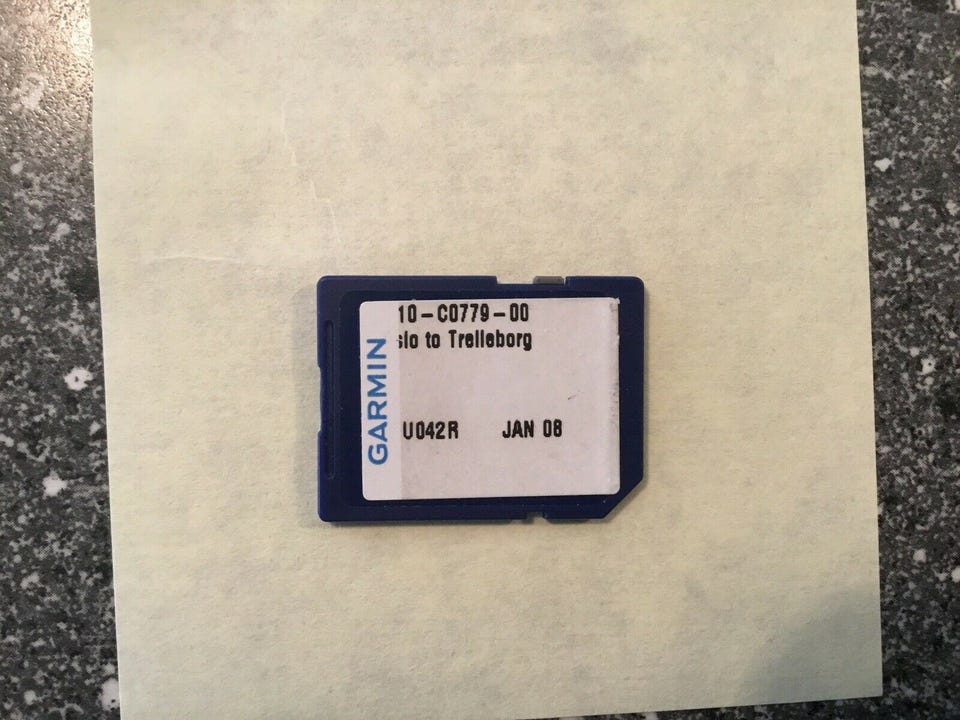 GARMIN
10-C0779-00
slo to Trelleborg
U042R JAN 08